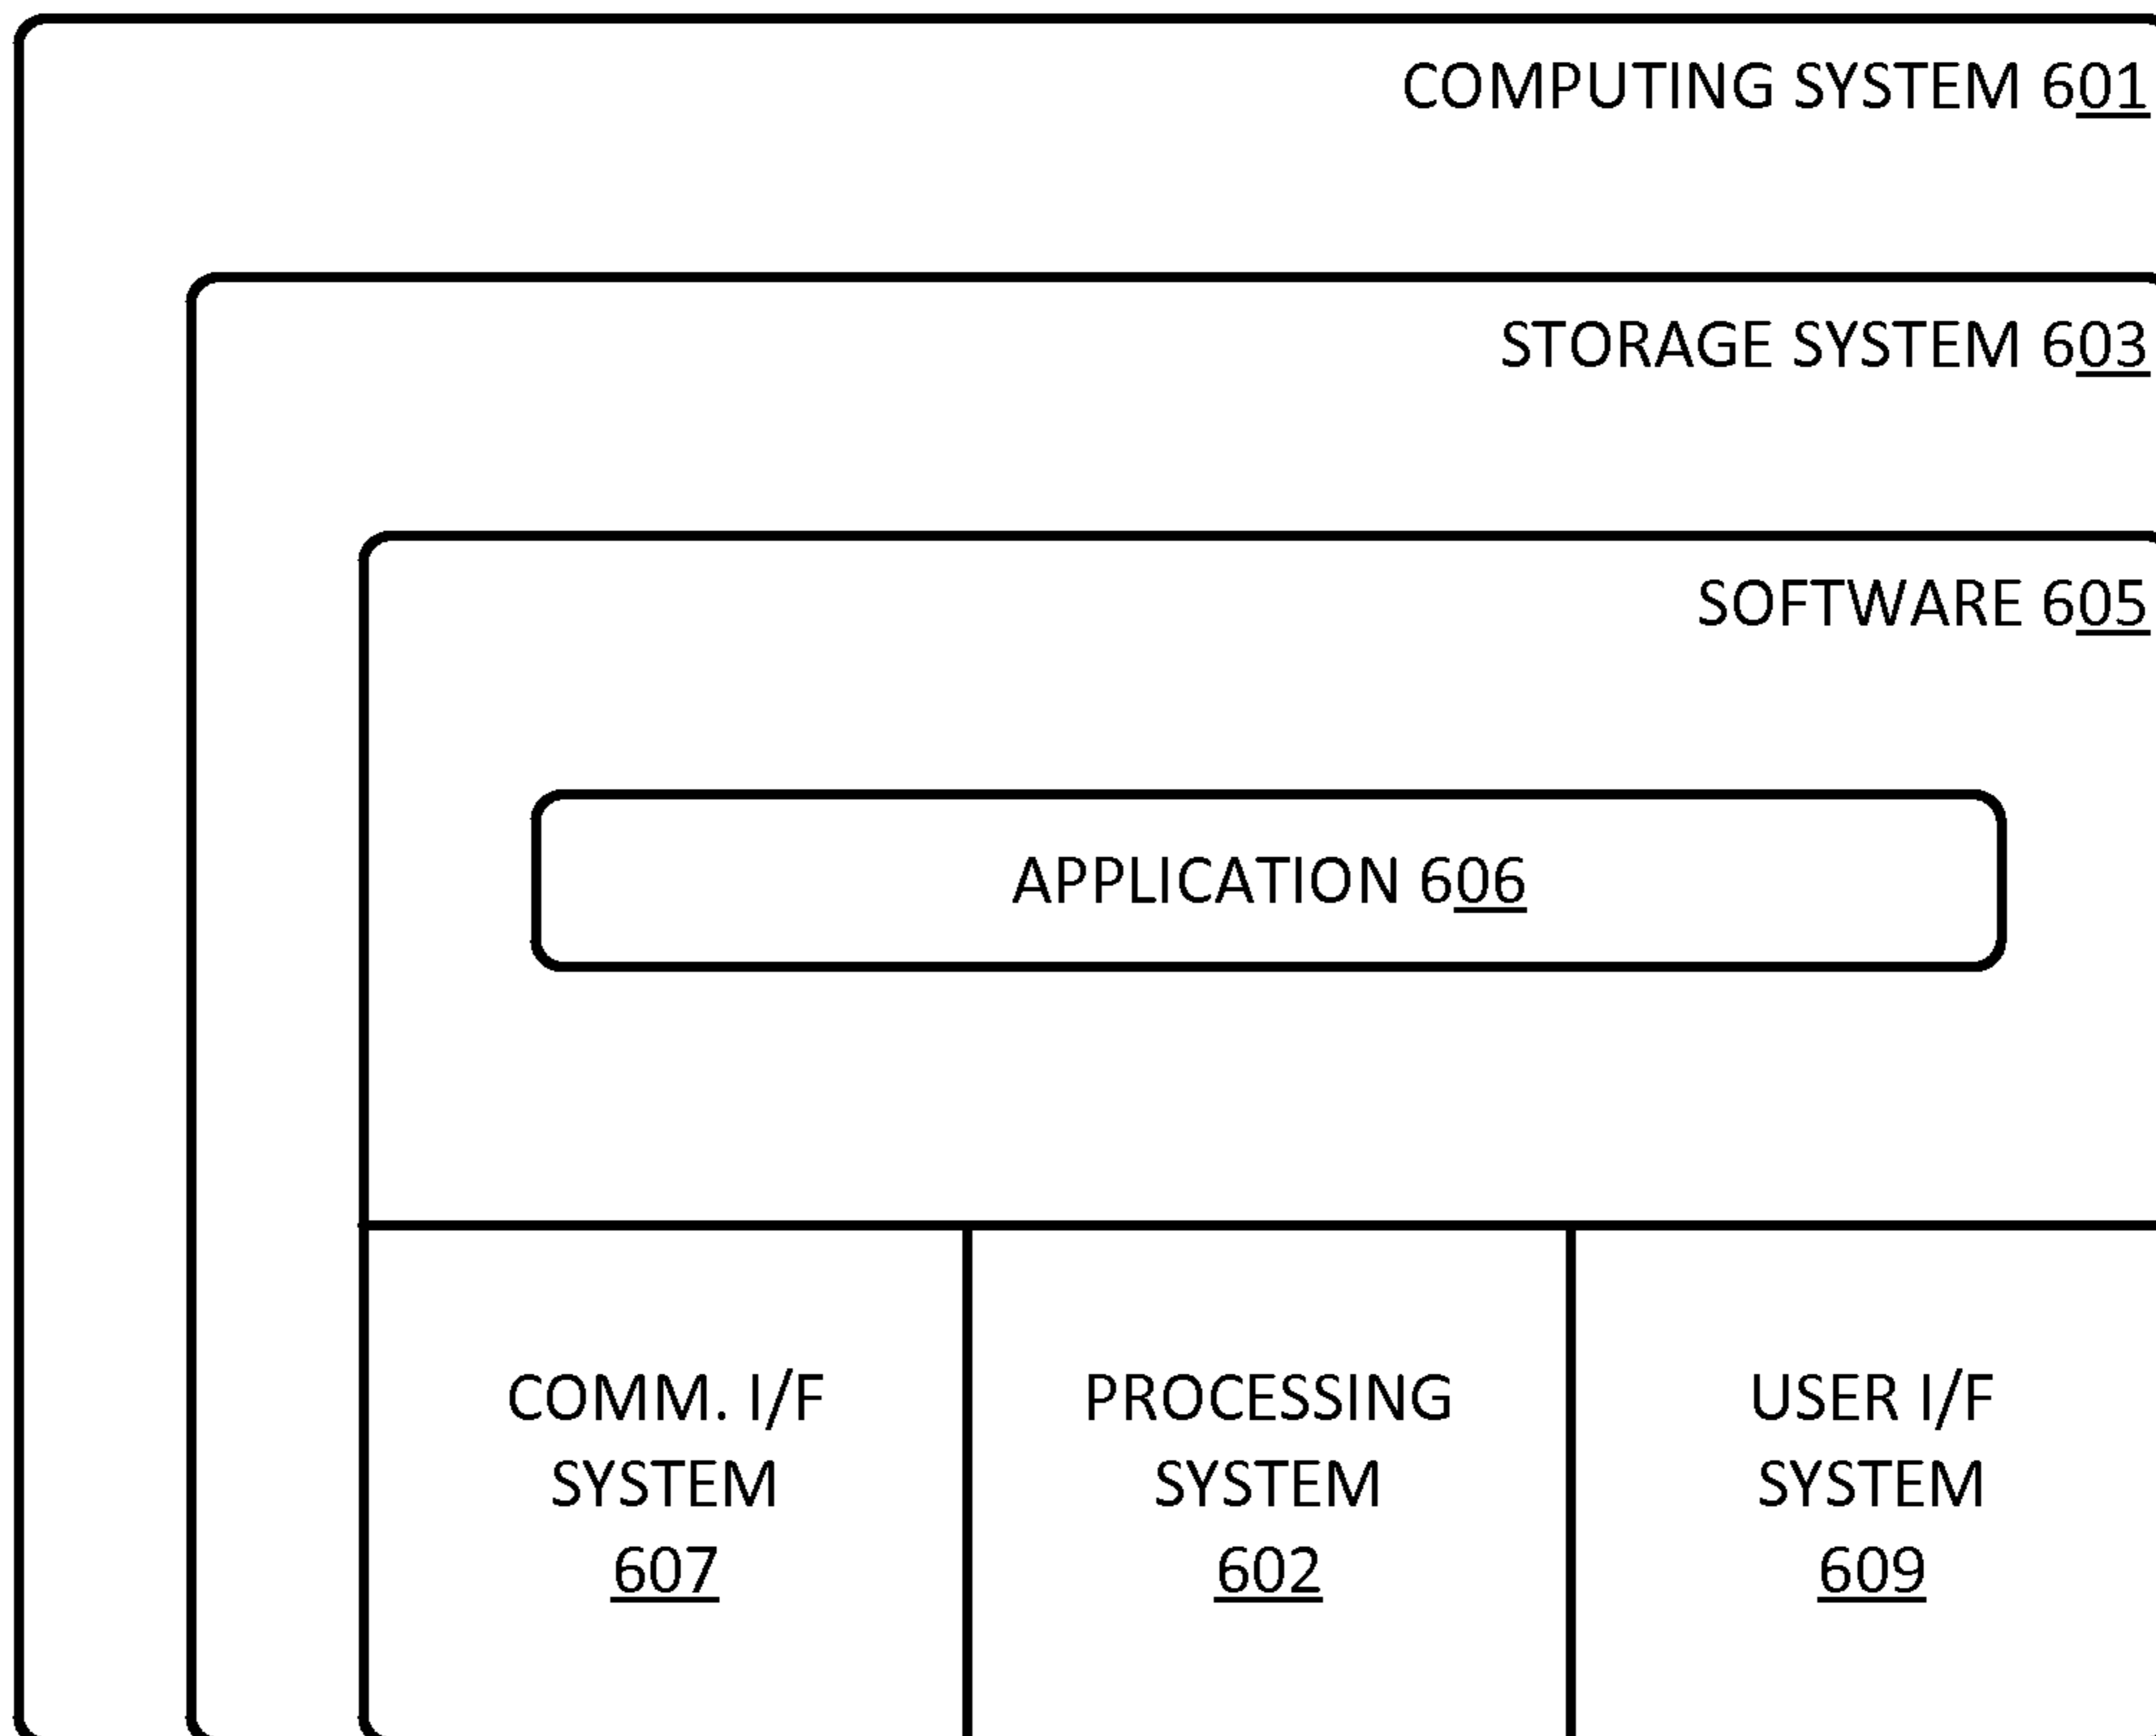 COMPUTING SYSTEM 601
STORAGE SYSTEM 603
SOFTWARE 605
APPLICATION 606
COMM. I/F
SYSTEM
607
PROCESSING
SYSTEM
602
USER I/F
SYSTEM
609